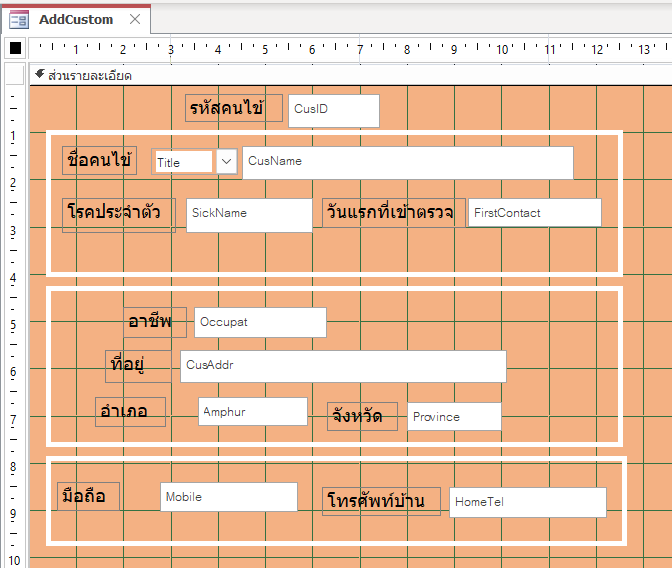 AddCustom
1 2 3 4 5 6 7 8 9 10 11 12 13
ส่วนรายละเอียด
รหัสคนไข้ CusID
1
ชื่อคนไข้ Title CusName
2
โรคประจำตัว SickName วันแรกที่เข้าตรวจ FirstContact
3
4
อาชีพ Occupat
5
ที่อยู่ CusAddr
6
อำเภอ Amphur จังหวัด Province
7
8
มือถือ Mobile โทรศัพท์บ้าน HomeTel
9
10